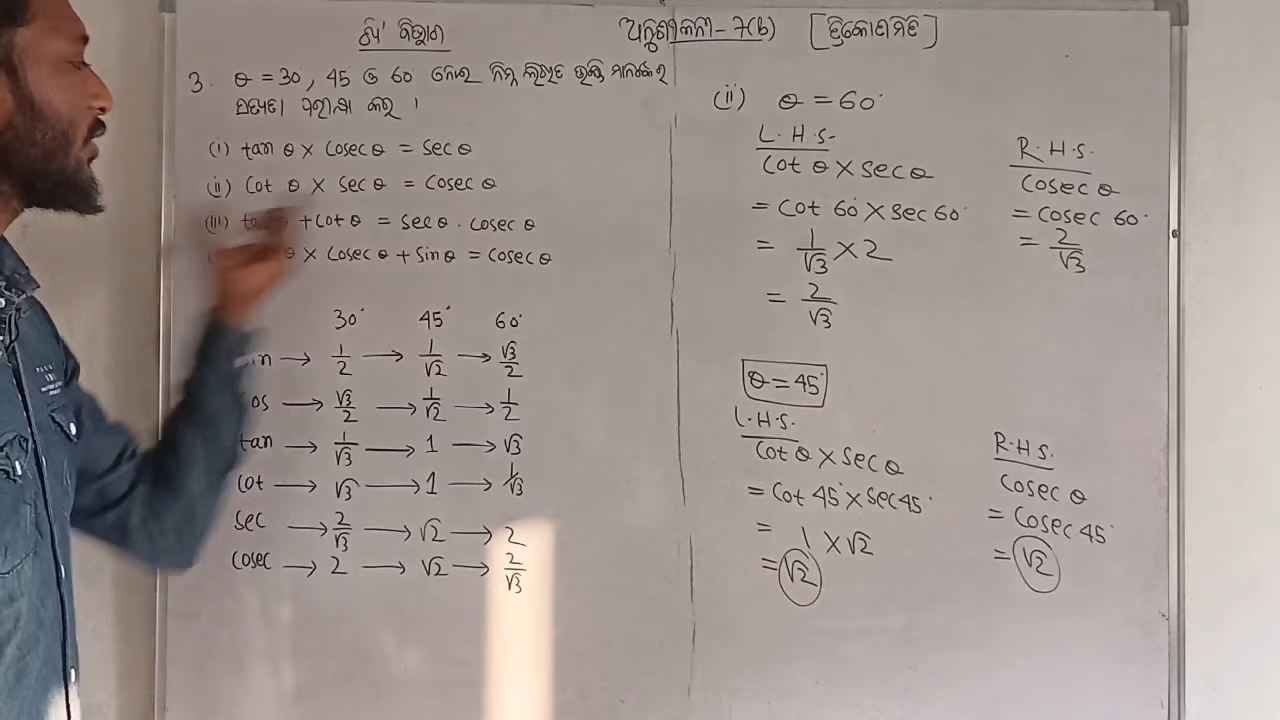 'ଖ' ବିଭାଗ
ଅନୁଶୀଳନୀ - 7(b) [ତ୍ରିକୋଣମିତି]
3. θ = 30°, 45° ଓ 60° ନେଇ ନିମ୍ନ ଲିଖିତ ଉକ୍ତି ମାନଙ୍କର
ସତ୍ୟତା ପରୀକ୍ଷା କର ।
(i) tan θ × cosec θ = sec θ
(ii) Cot θ × sec θ = cosec θ
(iii) tan θ + cot θ = sec θ . cosec θ
θ × cosec θ + sin θ = cosec θ
30° 45° 60°
in → 1/2 → 1/√2 → √3/2
os → √3/2 → 1/√2 → 1/2
tan → 1/√3 → 1 → √3
cot → √3 → 1 → 1/√3
sec → 2/√3 → √2 → 2
cosec → 2 → √2 → 2/√3
(ii) θ = 60°
L.H.S.
Cot θ × sec θ
= cot 60° × sec 60°
= 1/√3 × 2
= 2/√3
R.H.S.
Cosec θ
= cosec 60°
= 2/√3
θ = 45°
L.H.S.
Cot θ × sec θ
= Cot 45° × sec 45°
= 1 × √2
= √2
R.H.S.
Cosec θ
= Cosec 45°
= √2